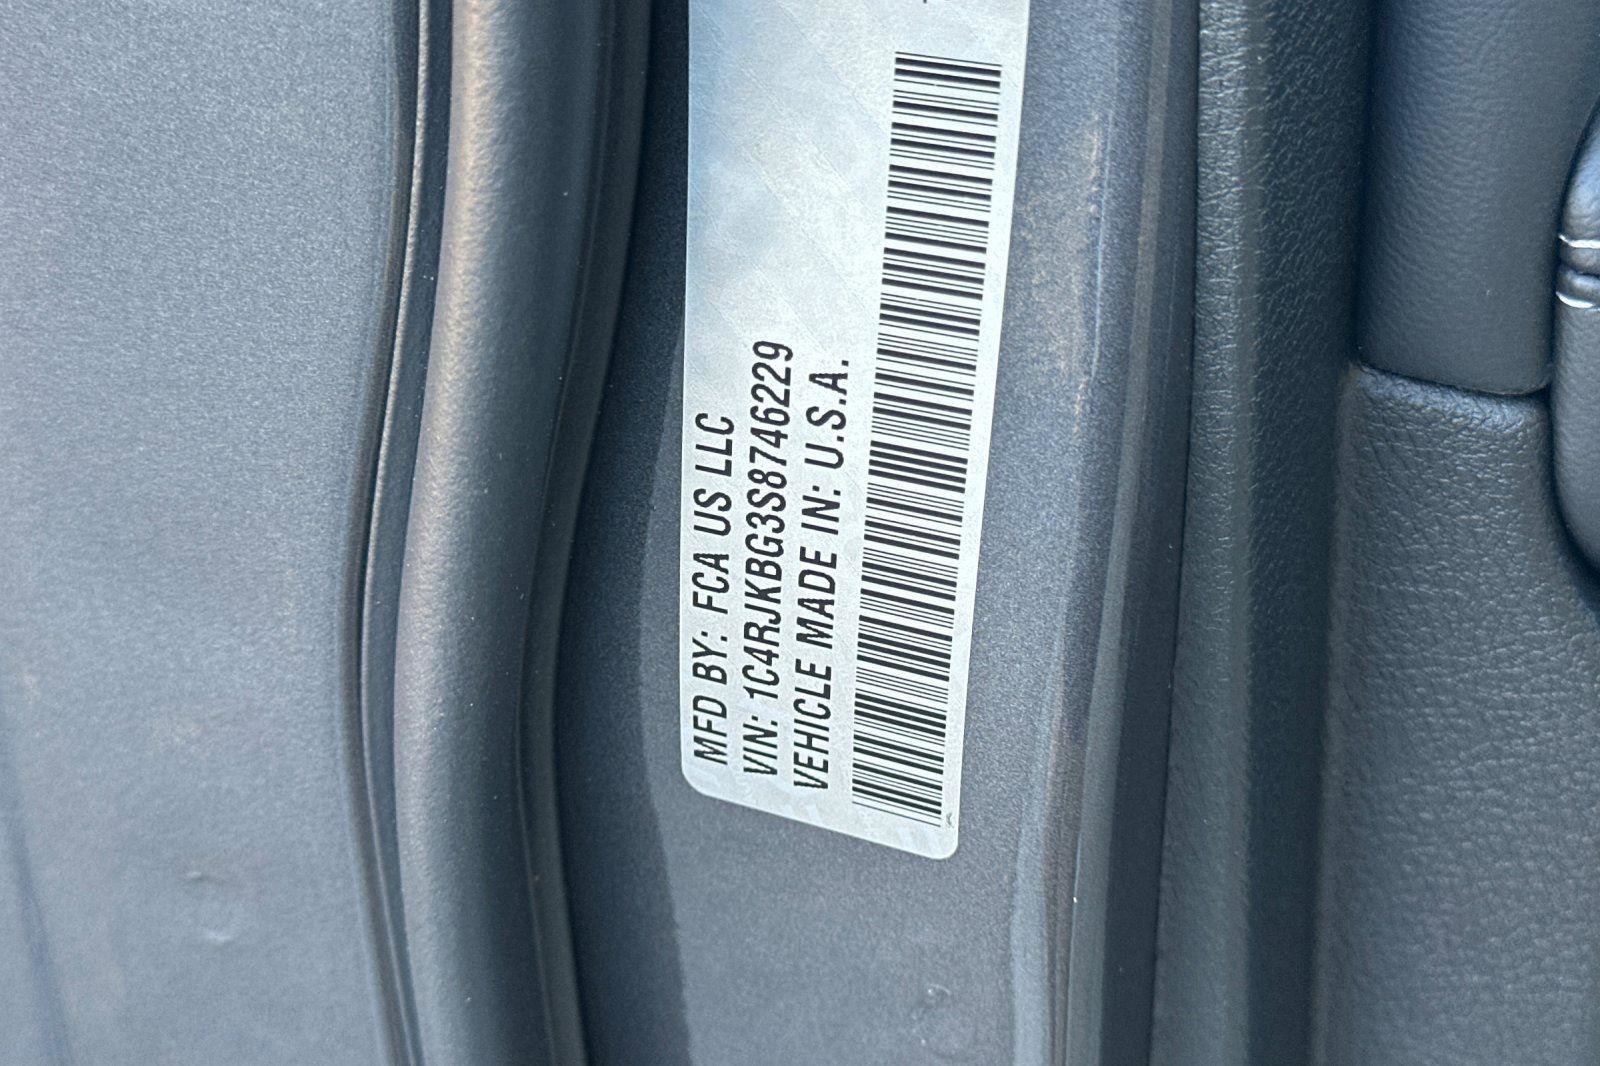 MFD BY: FCA US LLC
VIN: 1C4RJKBG3S8746229
VEHICLE MADE IN: U.S.A.